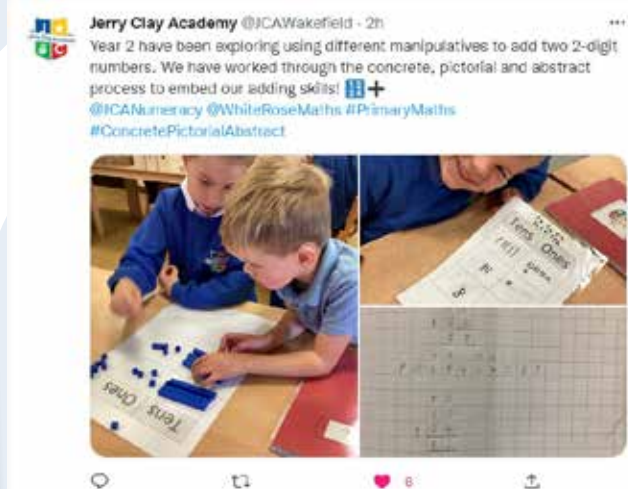 Jerry Clay Academy @JCAWakefield · 2h
Year 2 have been exploring using different manipulatives to add two 2-digit
numbers. We have worked through the concrete, pictorial and abstract
process to embed our adding skills! 🔢➕
@JCANumeracy @WhiteRoseMaths #PrimaryMaths
#ConcretePictorialAbstract
Tens Ones
Tens Ones
6